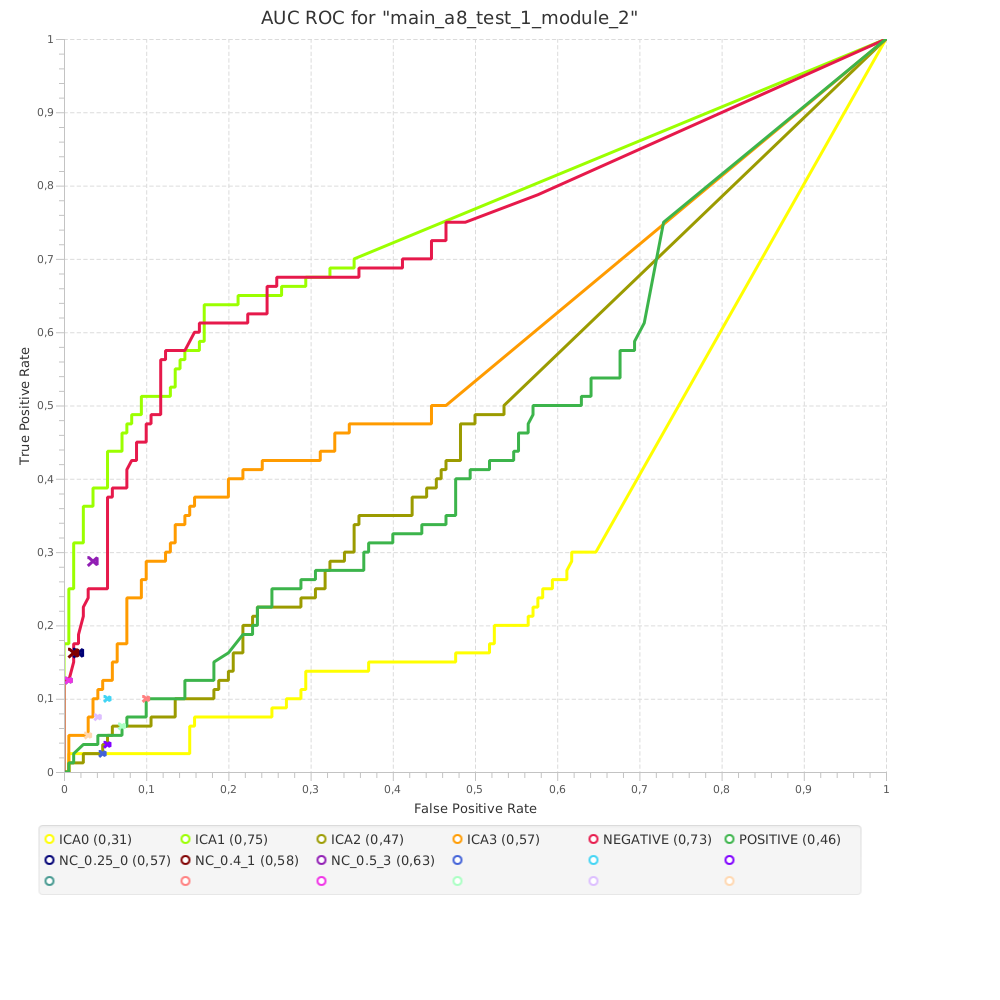 AUC ROC for "main_a8_test_1_module_2"
1
0,9
0,8
0,7
0,6
0,5
0,4
0,3
0,2
0,1
0
True Positive Rate
0 0,1 0,2 0,3 0,4 0,5 0,6 0,7 0,8 0,9 1
False Positive Rate
ICA0 (0,31) ICA1 (0,75) ICA2 (0,47) ICA3 (0,57) NEGATIVE (0,73) POSITIVE (0,46)
NC_0.25_0 (0,57) NC_0.4_1 (0,58) NC_0.5_3 (0,63)